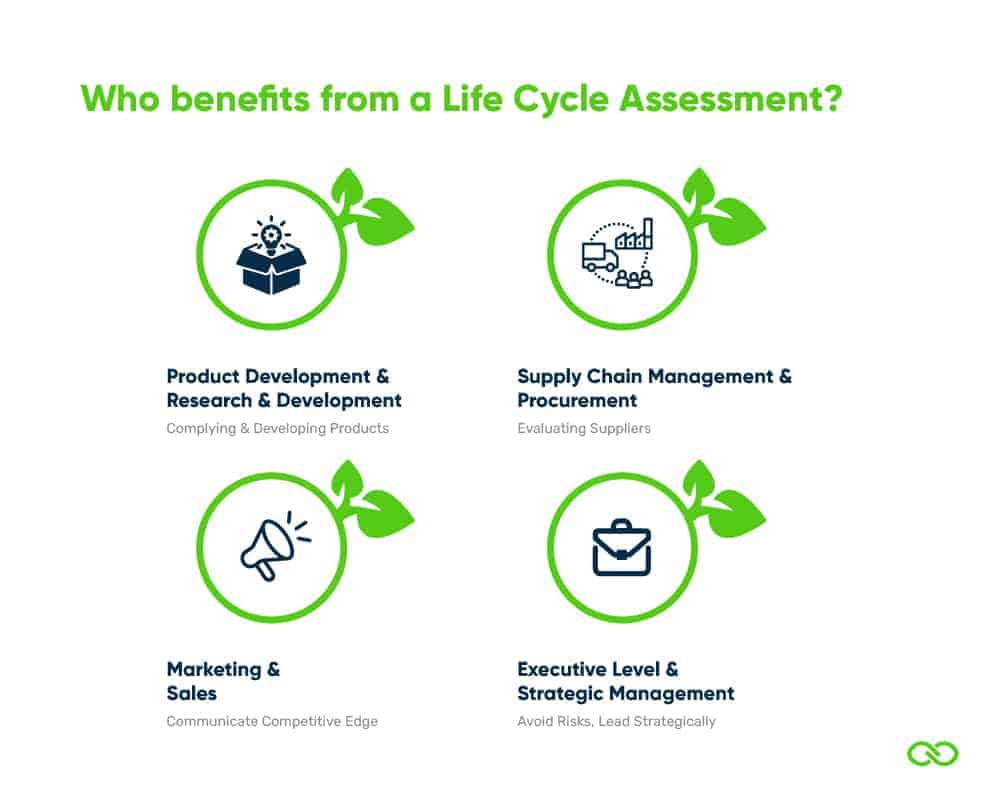 Who benefits from a Life Cycle Assessment?
Product Development &
Research & Development
Complying & Developing Products
Supply Chain Management &
Procurement
Evaluating Suppliers
Marketing &
Sales
Communicate Competitive Edge
Executive Level &
Strategic Management
Avoid Risks, Lead Strategically